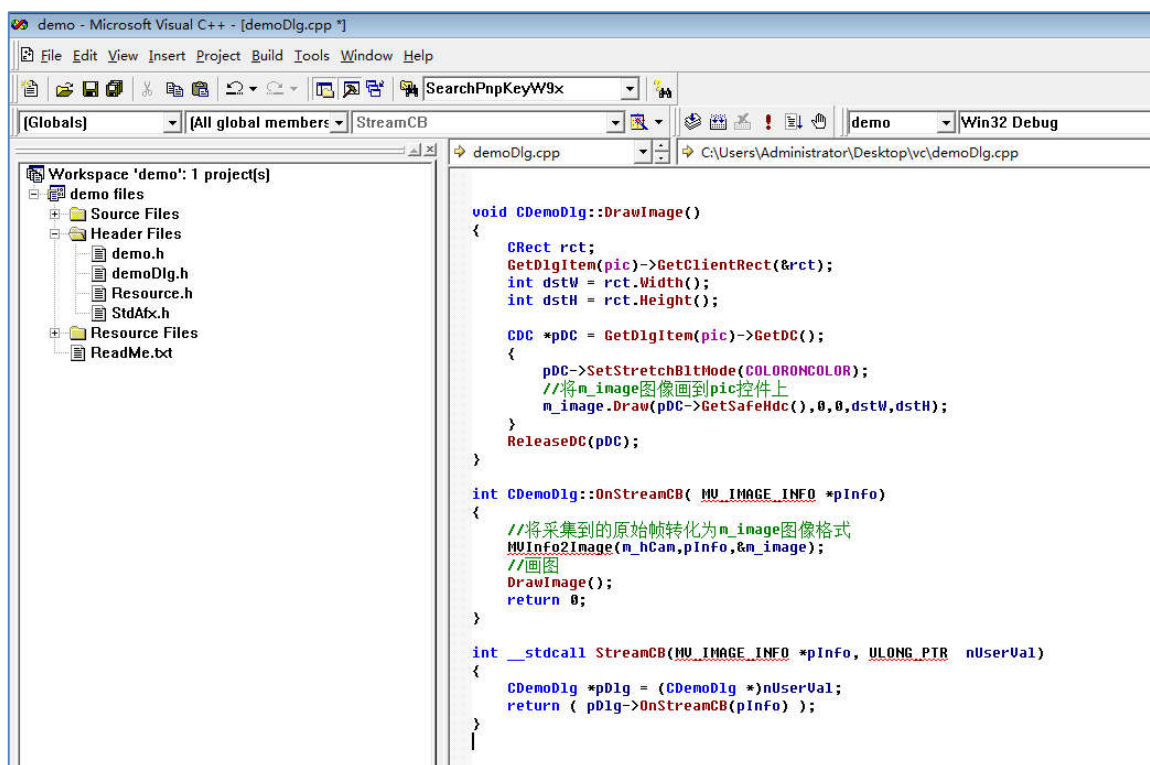 demo - Microsoft Visual C++ - [demoDlg.cpp *]
File Edit View Insert Project Build Tools Window Help
SearchPnpKeyW9x
(Globals) (All global members StreamCB demo Win32 Debug
demoDlg.cpp C:\Users\Administrator\Desktop\vc\demoDlg.cpp
Workspace 'demo': 1 project(s)
demo files
Source Files
Header Files
demo.h
demoDlg.h
Resource.h
StdAfx.h
Resource Files
ReadMe.txt
void CDemoDlg::DrawImage()
{
CRect rct;
GetDlgItem(pic)->GetClientRect(&rct);
int dstW = rct.Width();
int dstH = rct.Height();
CDC *pDC = GetDlgItem(pic)->GetDC();
{
pDC->SetStretchBltMode(COLORONCOLOR);
//将m_image图像画到pic控件上
m_image.Draw(pDC->GetSafeHdc(),0,0,dstW,dstH);
}
ReleaseDC(pDC);
}
int CDemoDlg::OnStreamCB( MV_IMAGE_INFO *pInfo)
{
//将采集到的原始帧转化为m_image图像格式
MVInfo2Image(m_hCam,pInfo,&m_image);
//画图
DrawImage();
return 0;
}
int __stdcall StreamCB(MV_IMAGE_INFO *pInfo, ULONG_PTR nUserVal)
{
CDemoDlg *pDlg = (CDemoDlg *)nUserVal;
return ( pDlg->OnStreamCB(pInfo) );
}